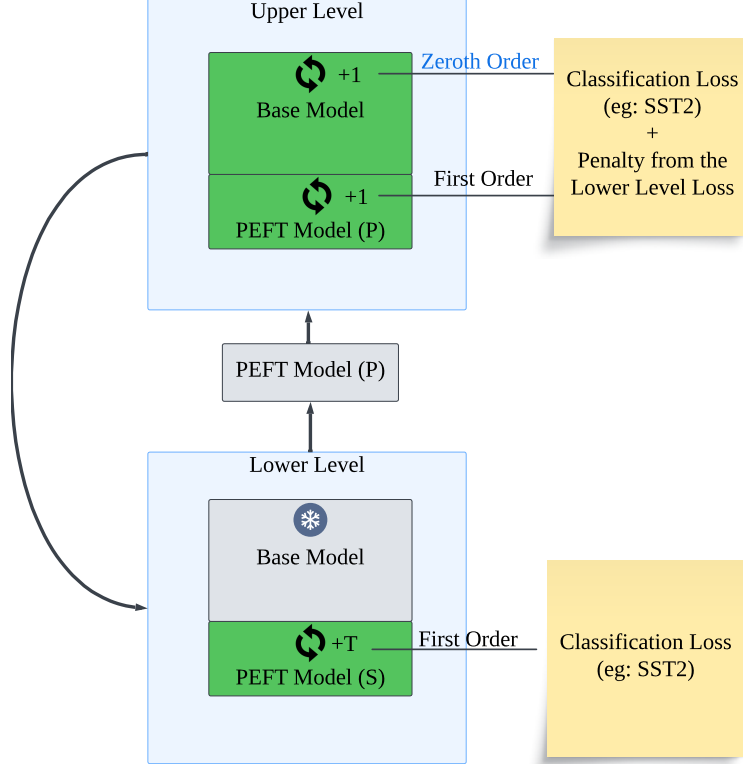 Upper Level
+1
Base Model
Zeroth Order
+1
PEFT Model (P)
First Order
Classification Loss
(eg: SST2)
+
Penalty from the
Lower Level Loss
PEFT Model (P)
Lower Level
Base Model
+T
PEFT Model (S)
First Order
Classification Loss
(eg: SST2)